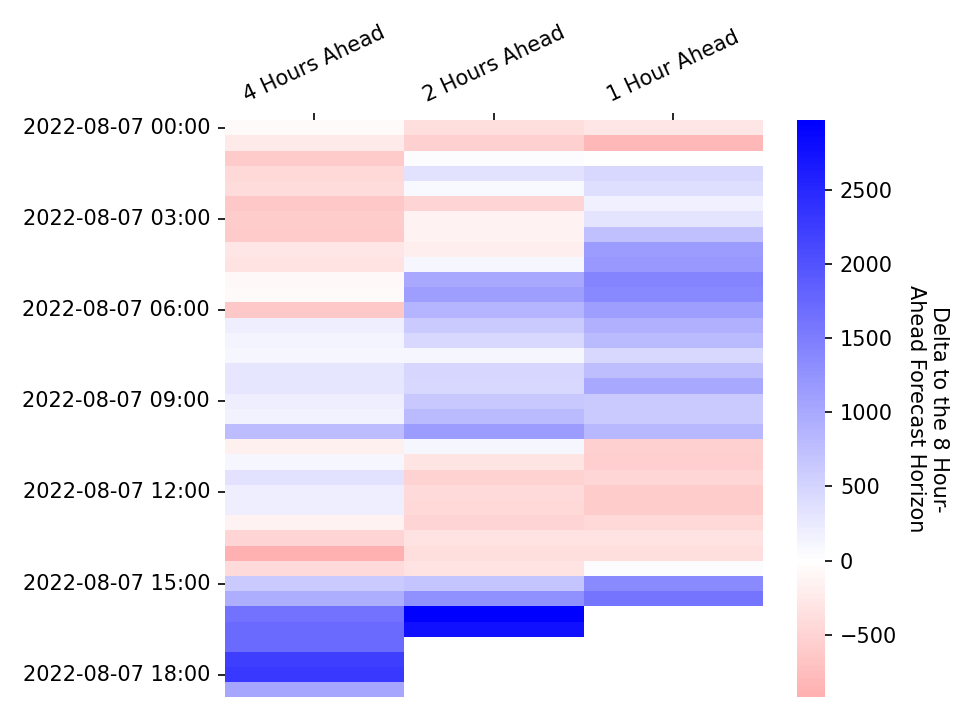 4 Hours Ahead
2 Hours Ahead
1 Hour Ahead
2022-08-07 00:00
2022-08-07 03:00
2022-08-07 06:00
2022-08-07 09:00
2022-08-07 12:00
2022-08-07 15:00
2022-08-07 18:00
2500
2000
1500
1000
500
0
−500
Delta to the 8 Hour-
Ahead Forecast Horizon